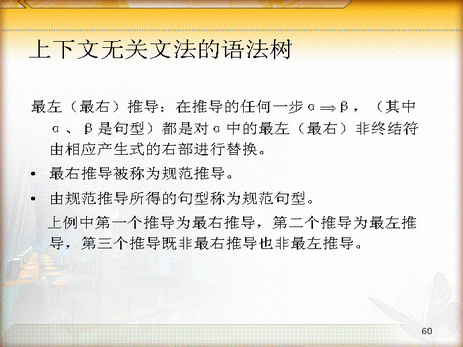 上下文无关文法的语法树
最左（最右）推导：在推导的任何一步α⇒β，（其中
α、β是句型）都是对α中的最左（最右）非终结符
由相应产生式的右部进行替换。
• 最右推导被称为规范推导。
• 由规范推导所得的句型称为规范句型。
上例中第一个推导为最右推导，第二个推导为最左推
导，第三个推导既非最右推导也非最左推导。
60